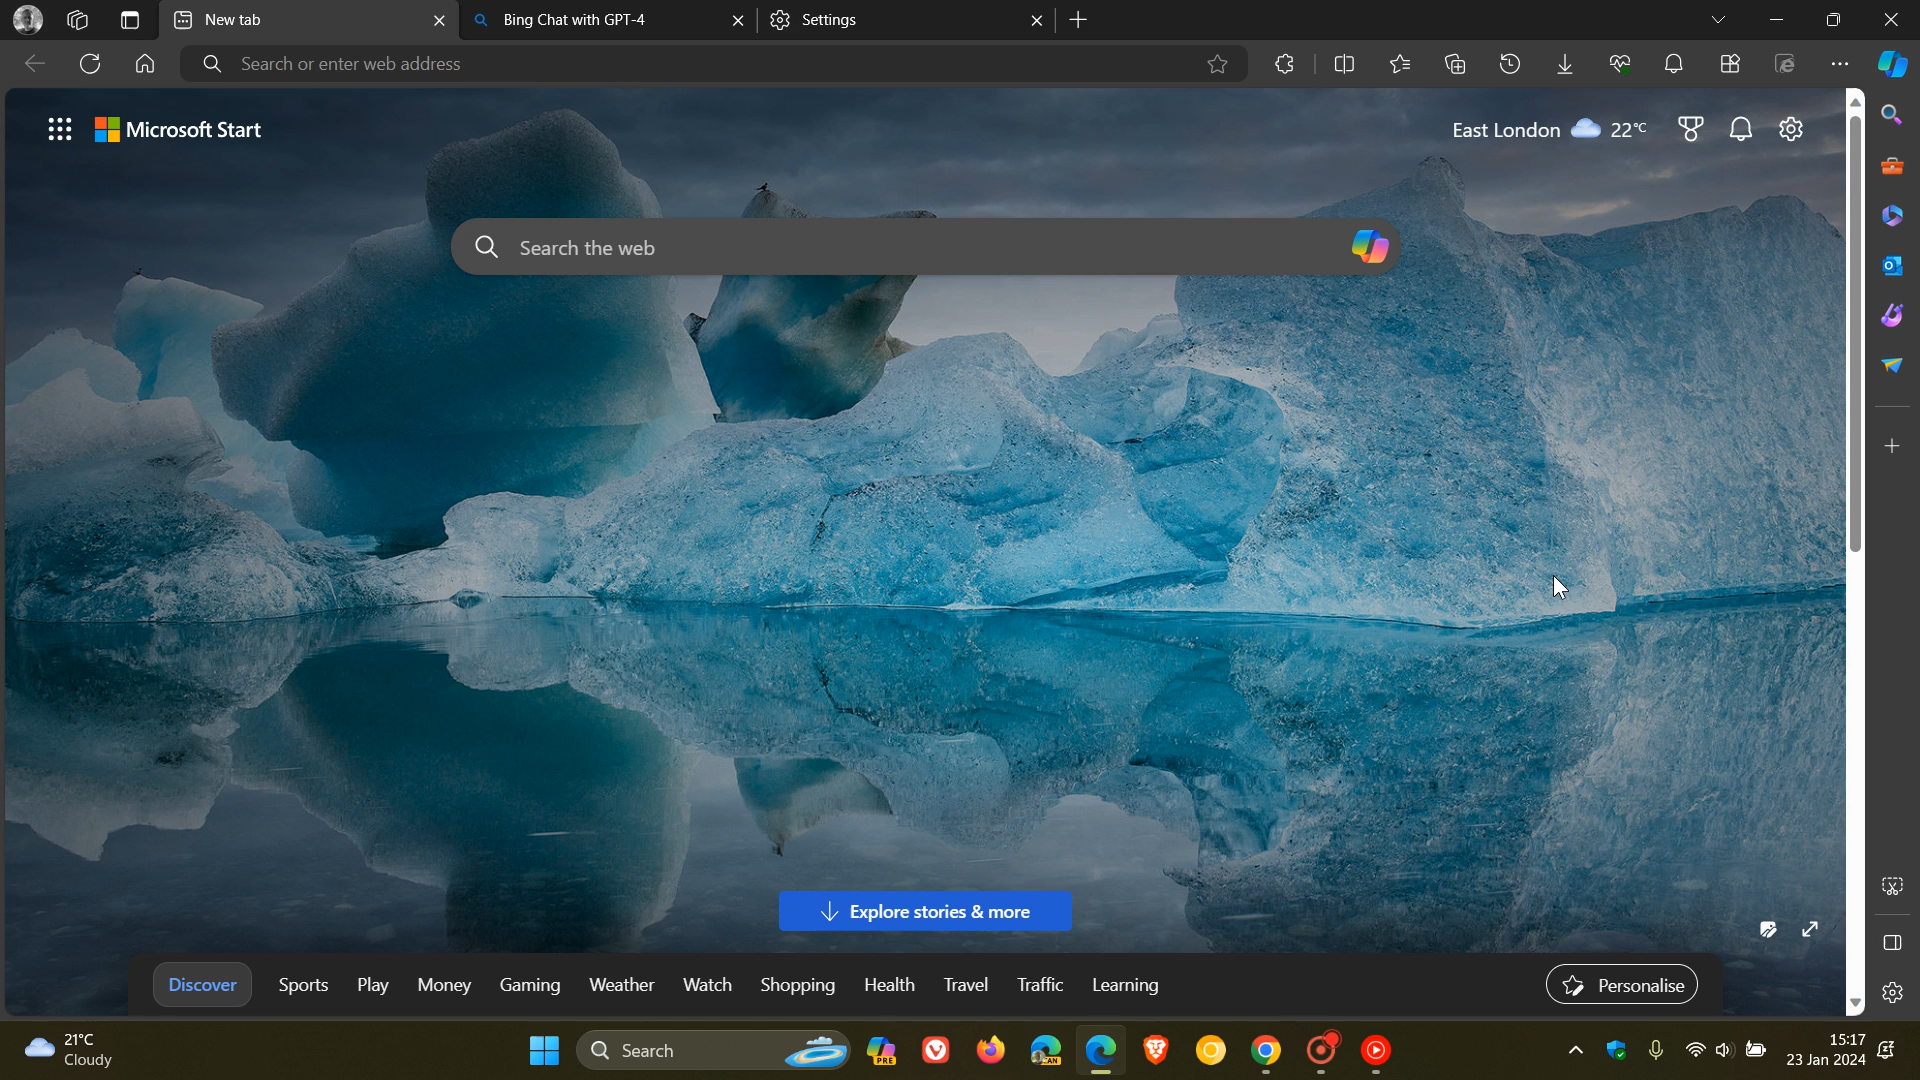 New tab
Bing Chat with GPT-4
Settings
Search or enter web address
Microsoft Start
East London 22°C
Search the web
Explore stories & more
Discover Sports Play Money Gaming Weather Watch Shopping Health Travel Traffic Learning Personalise
21°C
Cloudy
Search
PRE
CAN
15:17
23 Jan 2024